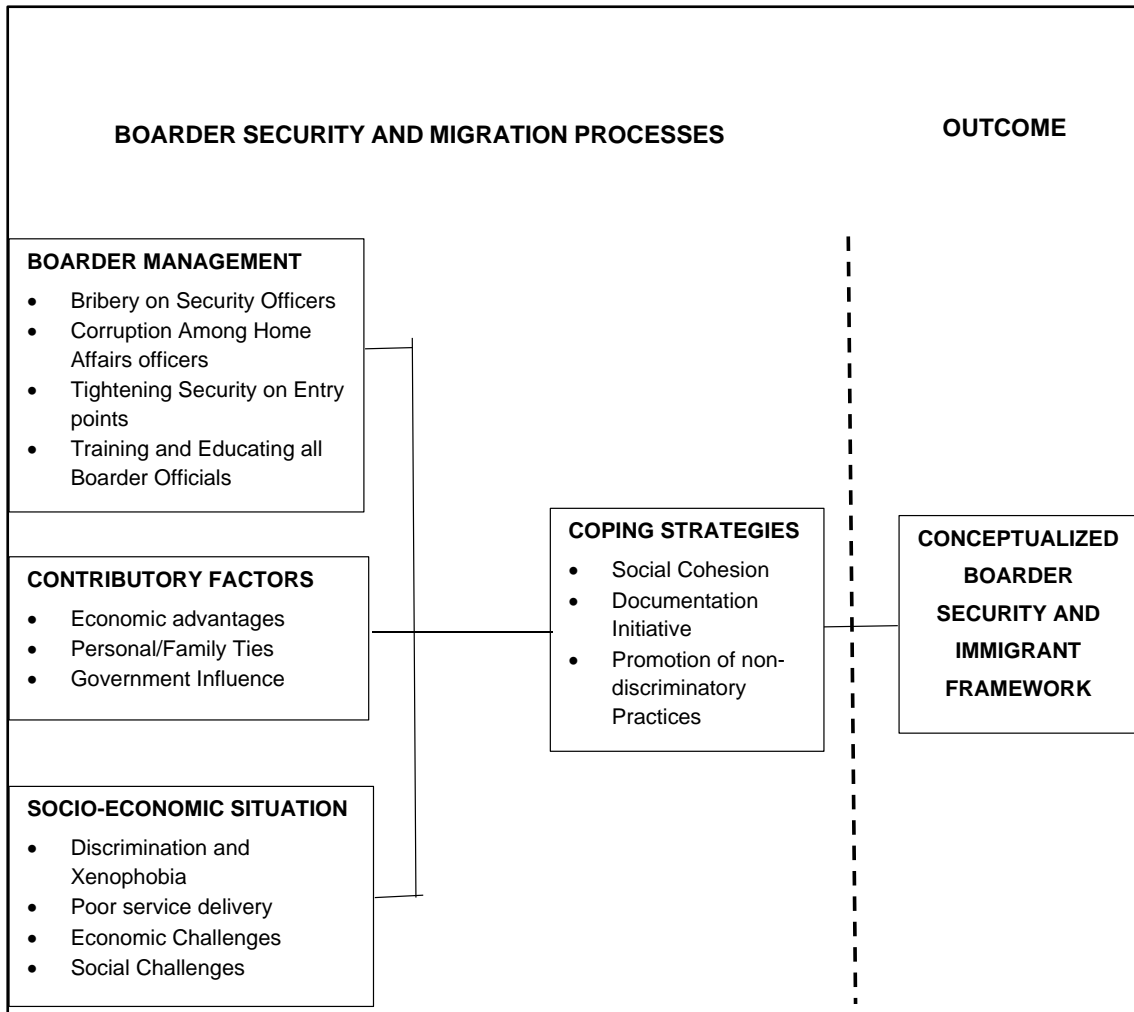 BOARDER SECURITY AND MIGRATION PROCESSES
OUTCOME
BOARDER MANAGEMENT
• Bribery on Security Officers
• Corruption Among Home
Affairs officers
• Tightening Security on Entry
points
• Training and Educating all
Boarder Officials
CONTRIBUTORY FACTORS
• Economic advantages
• Personal/Family Ties
• Government Influence
SOCIO-ECONOMIC SITUATION
• Discrimination and
Xenophobia
• Poor service delivery
• Economic Challenges
• Social Challenges
COPING STRATEGIES
• Social Cohesion
• Documentation
Initiative
• Promotion of non-
discriminatory
Practices
CONCEPTUALIZED
BOARDER
SECURITY AND
IMMIGRANT
FRAMEWORK